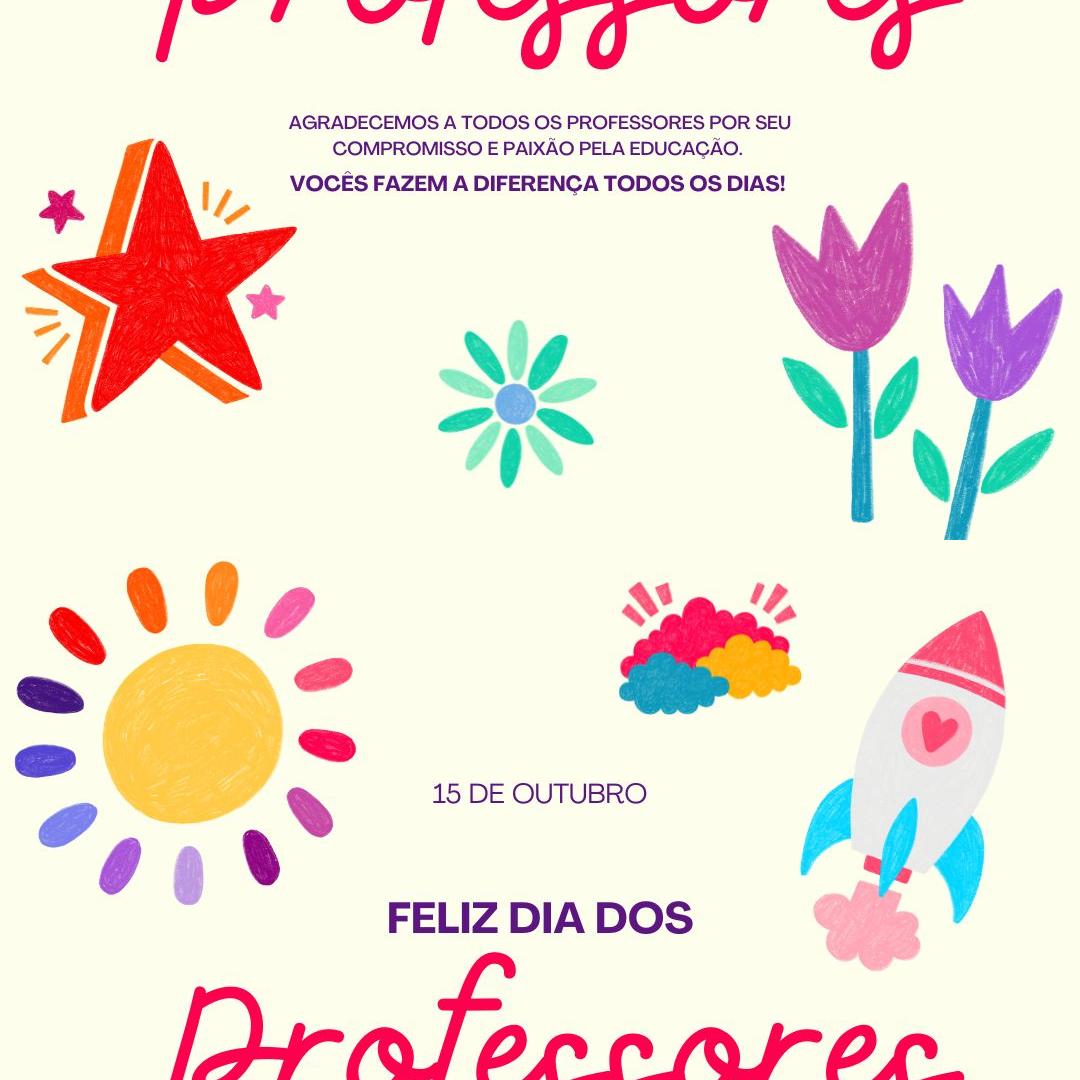 professores
AGRADECEMOS A TODOS OS PROFESSORES POR SEU
COMPROMISSO E PAIXÃO PELA EDUCAÇÃO.
VOCÊS FAZEM A DIFERENÇA TODOS OS DIAS!
15 DE OUTUBRO
FELIZ DIA DOS
professores